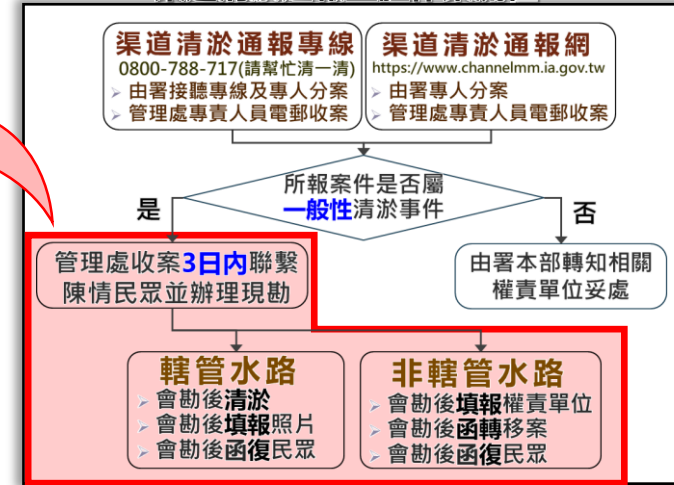 渠道清淤通報專線
0800-788-717(請幫忙清一清)
➢ 由署接聽專線及專人分案
➢ 管理處專責人員電郵收案
渠道清淤通報網
https://www.channelmm.ia.gov.tw
➢ 由署專人分案
➢ 管理處專責人員電郵收案
所報案件是否屬
一般性清淤事件
是
否
管理處收案3日內聯繫
陳情民眾並辦理現勘
由署本部轉知相關
權責單位妥處
轄管水路
➢ 會勘後清淤
➢ 會勘後填報照片
➢ 會勘後函復民眾
非轄管水路
➢ 會勘後填報權責單位
➢ 會勘後函轉移案
➢ 會勘後函復民眾